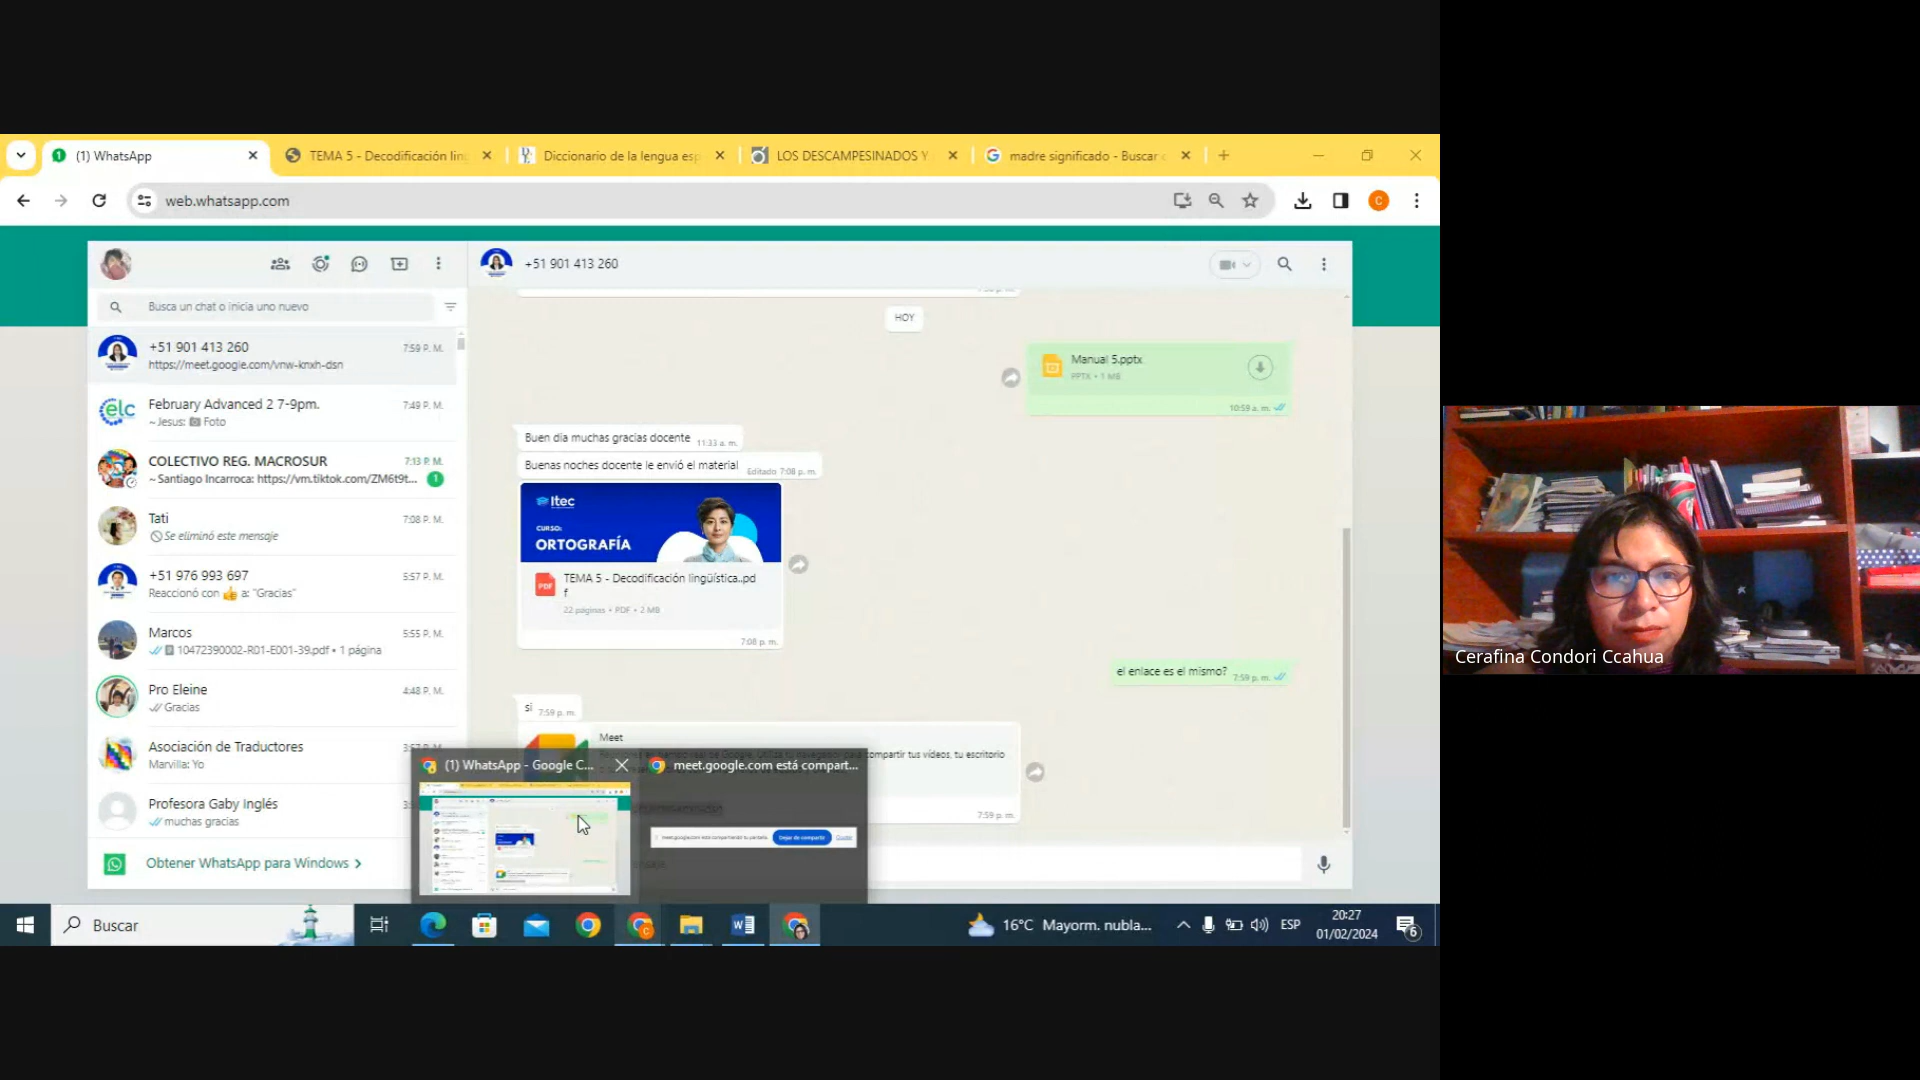 (1) WhatsApp
TEMA 5 - Decodificación lin
Diccionario de la lengua esp
LOS DESCAMPESINADOS Y
madre significado - Buscar
web.whatsapp.com
C
+51 901 413 260
Busca un chat o inicia uno nuevo
+51 901 413 260
7:59 P. M.
https://meet.google.com/vnw-knxh-dsn
February Advanced 2 7-9pm.
7:49 P. M.
~ Jesus: Foto
COLECTIVO REG. MACROSUR
7:13 P. M.
~ Santiago Incarroca: https://vm.tiktok.com/ZM6t9t...
1
Tati
7:08 P. M.
Se eliminó este mensaje
+51 976 993 697
5:57 P. M.
Reaccionó con 👍 a: "Gracias"
Marcos
5:55 P. M.
10472390002-R01-E001-39.pdf • 1 página
Pro Eleine
4:48 P. M.
Gracias
Asociación de Traductores
Marvilla: Yo
Profesora Gaby Inglés
muchas gracias
Obtener WhatsApp para Windows
HOY
Manual 5.pptx
PPTX • 1 MB
10:59 a. m.
Buen dia muchas gracias docente
11:33 a. m.
Buenas noches docente le envió el material
Editado 7:08 p. m.
Itec
CURSO:
ORTOGRAFÍA
PDF
TEMA 5 - Decodificación lingüística..pd
f
22 páginas • PDF • 2 MB
7:08 p. m.
el enlace es el mismo?
7:59 p. m.
si
7:59 p. m.
Meet
compartir tus vídeos, tu escritorio
7:59 p. m.
(1) WhatsApp - Google C...
meet.google.com está compart...
Dejar de compartir
Buscar
16°C Mayorm. nubla...
ESP
20:27
01/02/2024
6
Cerafina Condori Ccahua